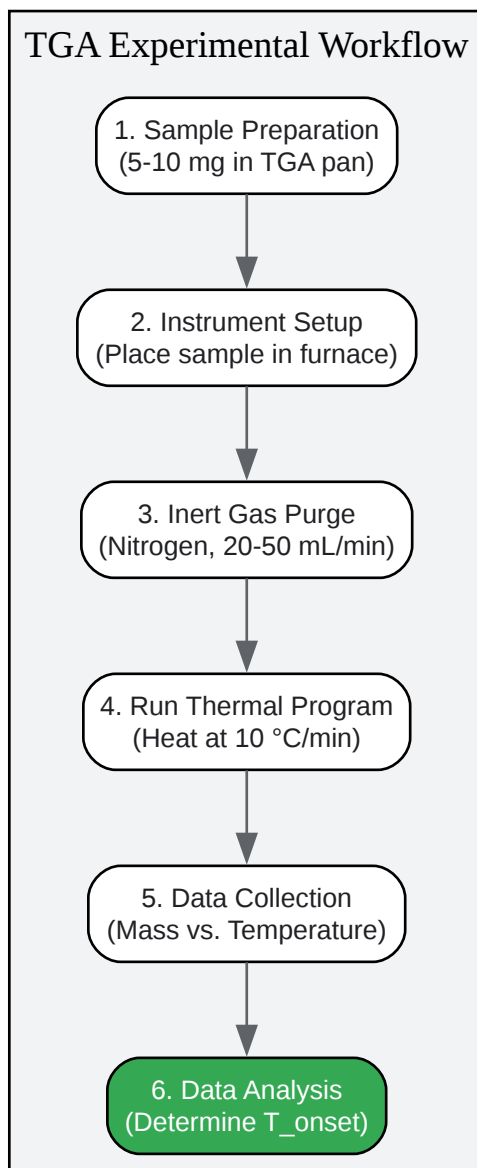 TGA Experimental Workflow
1. Sample Preparation
(5-10 mg in TGA pan)
2. Instrument Setup
(Place sample in furnace)
3. Inert Gas Purge
(Nitrogen, 20-50 mL/min)
4. Run Thermal Program
(Heat at 10 °C/min)
5. Data Collection
(Mass vs. Temperature)
6. Data Analysis
(Determine T_onset)